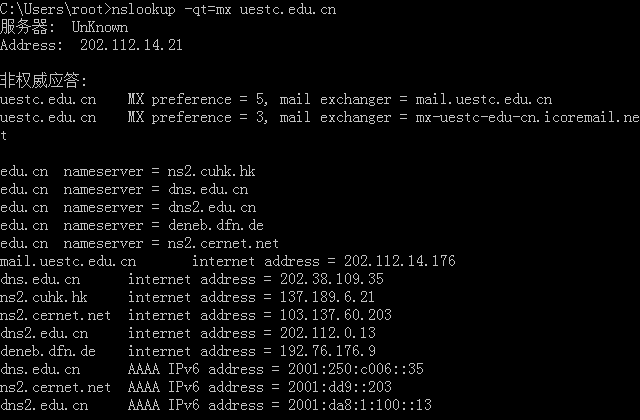 C:\Users\root>nslookup -qt=mx uestc.edu.cn
服务器:  UnKnown
Address:  202.112.14.21
非权威应答:
uestc.edu.cn    MX preference = 5, mail exchanger = mail.uestc.edu.cn
uestc.edu.cn    MX preference = 3, mail exchanger = mx-uestc-edu-cn.icoremail.ne
t
edu.cn  nameserver = ns2.cuhk.hk
edu.cn  nameserver = dns.edu.cn
edu.cn  nameserver = dns2.edu.cn
edu.cn  nameserver = deneb.dfn.de
edu.cn  nameserver = ns2.cernet.net
mail.uestc.edu.cn       internet address = 202.112.14.176
dns.edu.cn      internet address = 202.38.109.35
ns2.cuhk.hk     internet address = 137.189.6.21
ns2.cernet.net  internet address = 103.137.60.203
dns2.edu.cn     internet address = 202.112.0.13
deneb.dfn.de    internet address = 192.76.176.9
dns.edu.cn      AAAA IPv6 address = 2001:250:c006::35
ns2.cernet.net  AAAA IPv6 address = 2001:dd9::203
dns2.edu.cn     AAAA IPv6 address = 2001:da8:1:100::13